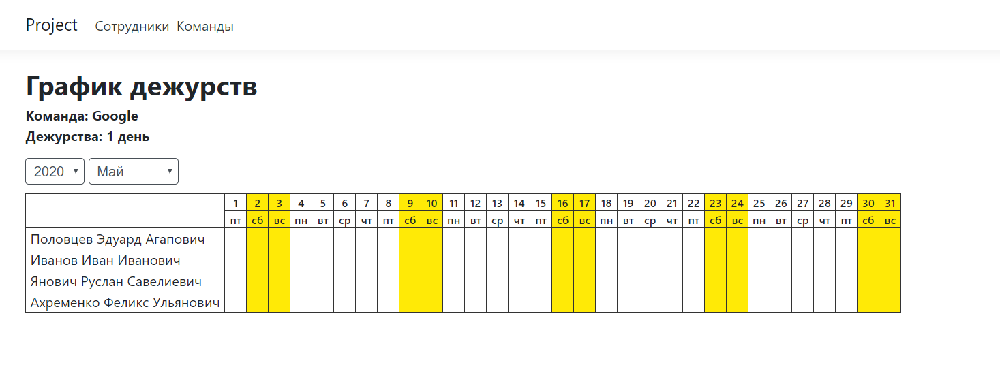 Project Сотрудники Команды
График дежурств
Команда: Google
Дежурства: 1 день
2020 Май
1 2 3 4 5 6 7 8 9 10 11 12 13 14 15 16 17 18 19 20 21 22 23 24 25 26 27 28 29 30 31
пт сб вс пн вт ср чт пт сб вс пн вт ср чт пт сб вс пн вт ср чт пт сб вс пн вт ср чт пт сб вс
Половцев Эдуард Агапович
Иванов Иван Иванович
Янович Руслан Савелиевич
Ахременко Феликс Ульянович